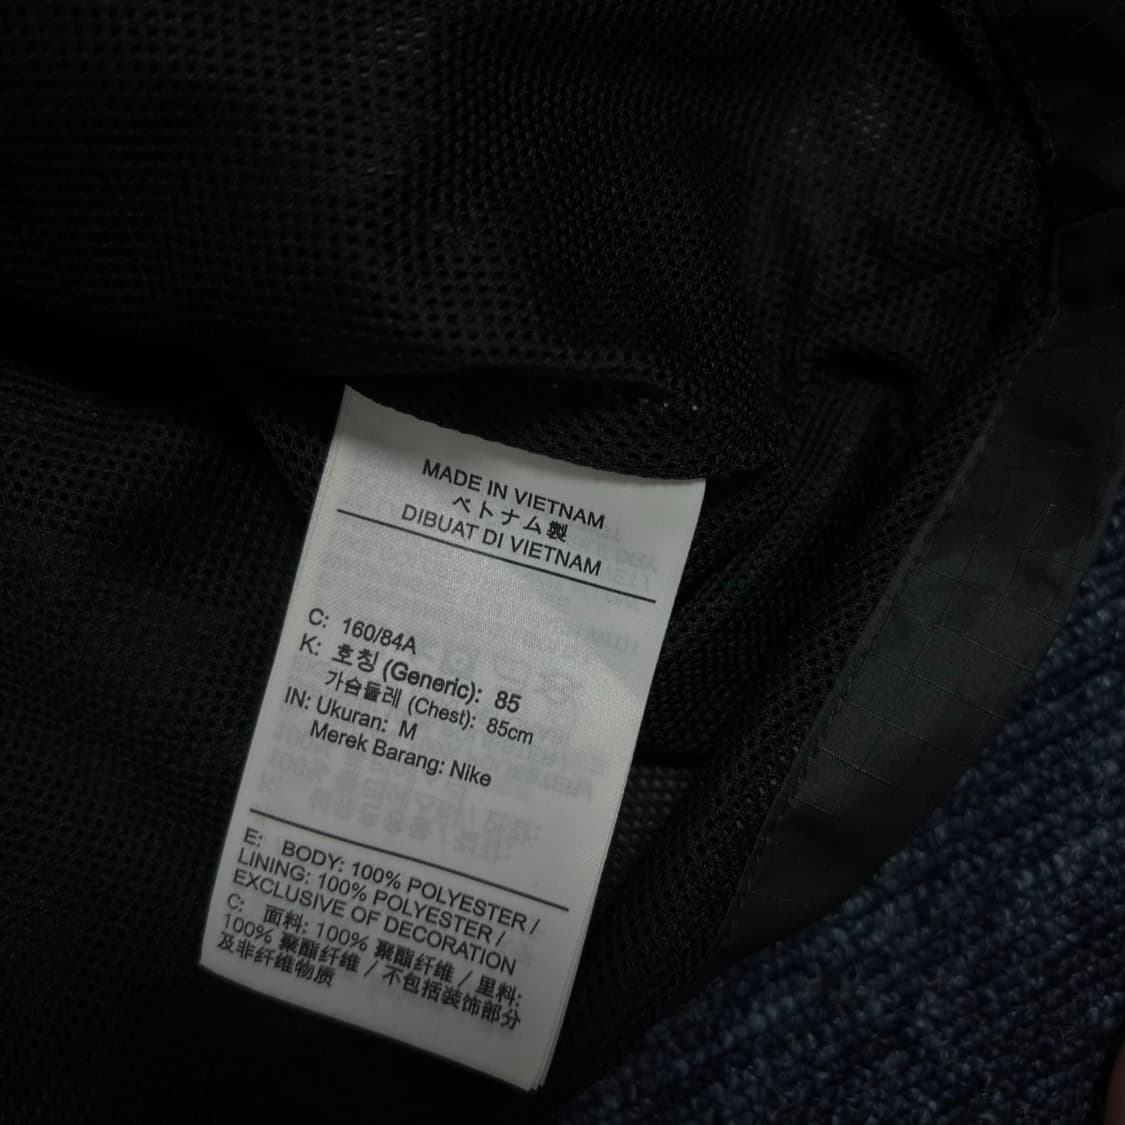 MADE IN VIETNAM
ベトナム製
DIBUAT DI VIETNAM
C: 160/84A
K: 호칭 (Generic): 85
가슴둘레 (Chest): 85cm
IN: Ukuran: M
Merek Barang: Nike
E: BODY: 100% POLYESTER /
LINING: 100% POLYESTER /
EXCLUSIVE OF DECORATION
C: 面料: 100% 聚酯纤维 / 里料:
100% 聚酯纤维 / 不包括装饰部分
及非纤维物质